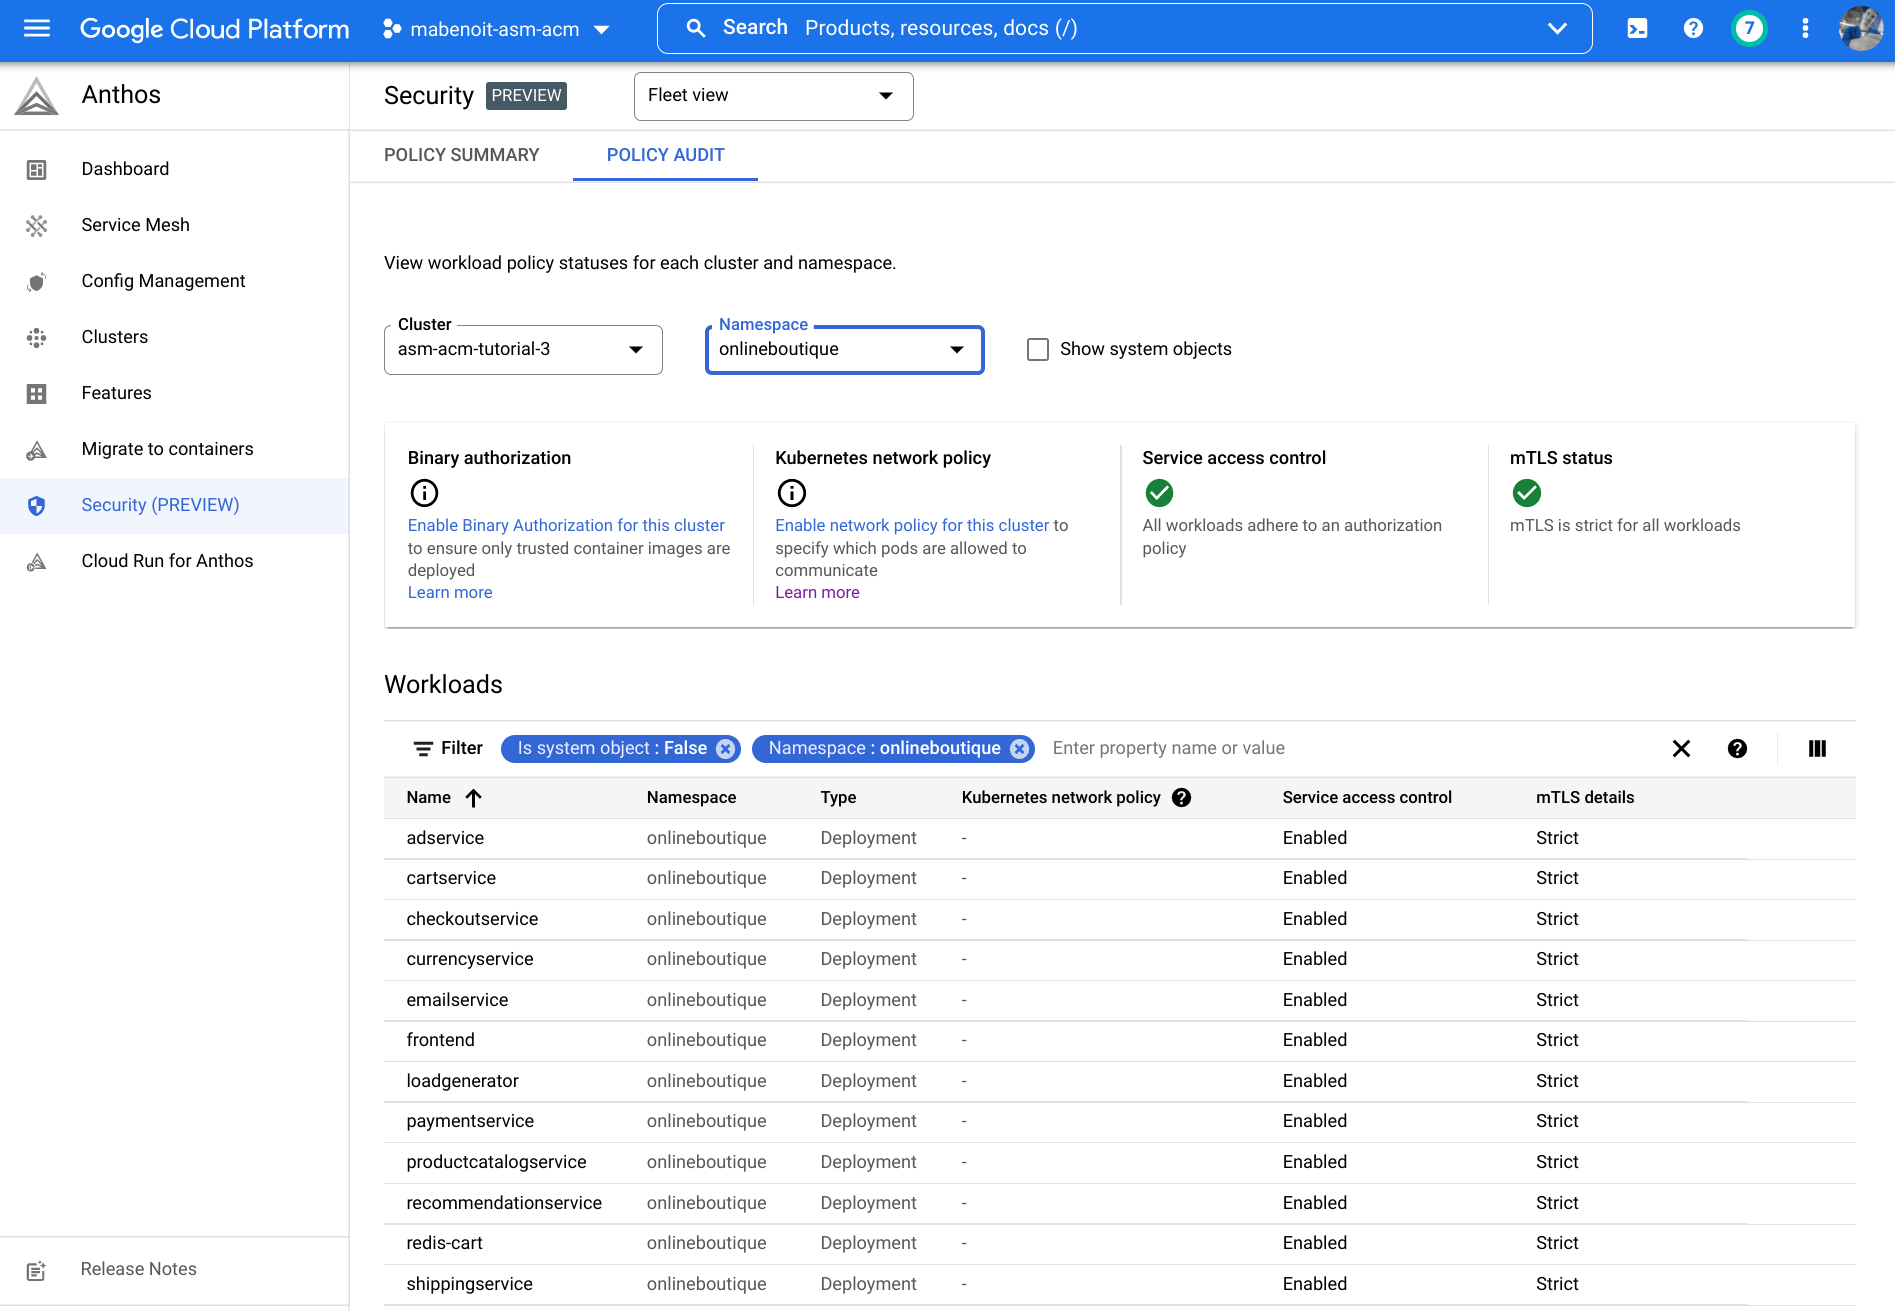 Google Cloud Platform
mabenoit-asm-acm
Search Products, resources, docs (/)
7
Anthos
Security PREVIEW
Fleet view
Dashboard
Service Mesh
Config Management
Clusters
Features
Migrate to containers
Security (PREVIEW)
Cloud Run for Anthos
Release Notes
POLICY SUMMARY
POLICY AUDIT
View workload policy statuses for each cluster and namespace.
Cluster
asm-acm-tutorial-3
Namespace
onlineboutique
Show system objects
Binary authorization
Enable Binary Authorization for this cluster
to ensure only trusted container images are
deployed
Learn more
Kubernetes network policy
Enable network policy for this cluster to
specify which pods are allowed to
communicate
Learn more
Service access control
All workloads adhere to an authorization
policy
mTLS status
mTLS is strict for all workloads
Workloads
Filter Is system object : False Namespace : onlineboutique Enter property name or value
Name Namespace Type Kubernetes network policy Service access control mTLS details
adservice onlineboutique Deployment - Enabled Strict
cartservice onlineboutique Deployment - Enabled Strict
checkoutservice onlineboutique Deployment - Enabled Strict
currencyservice onlineboutique Deployment - Enabled Strict
emailservice onlineboutique Deployment - Enabled Strict
frontend onlineboutique Deployment - Enabled Strict
loadgenerator onlineboutique Deployment - Enabled Strict
paymentservice onlineboutique Deployment - Enabled Strict
productcatalogservice onlineboutique Deployment - Enabled Strict
recommendationservice onlineboutique Deployment - Enabled Strict
redis-cart onlineboutique Deployment - Enabled Strict
shippingservice onlineboutique Deployment - Enabled Strict